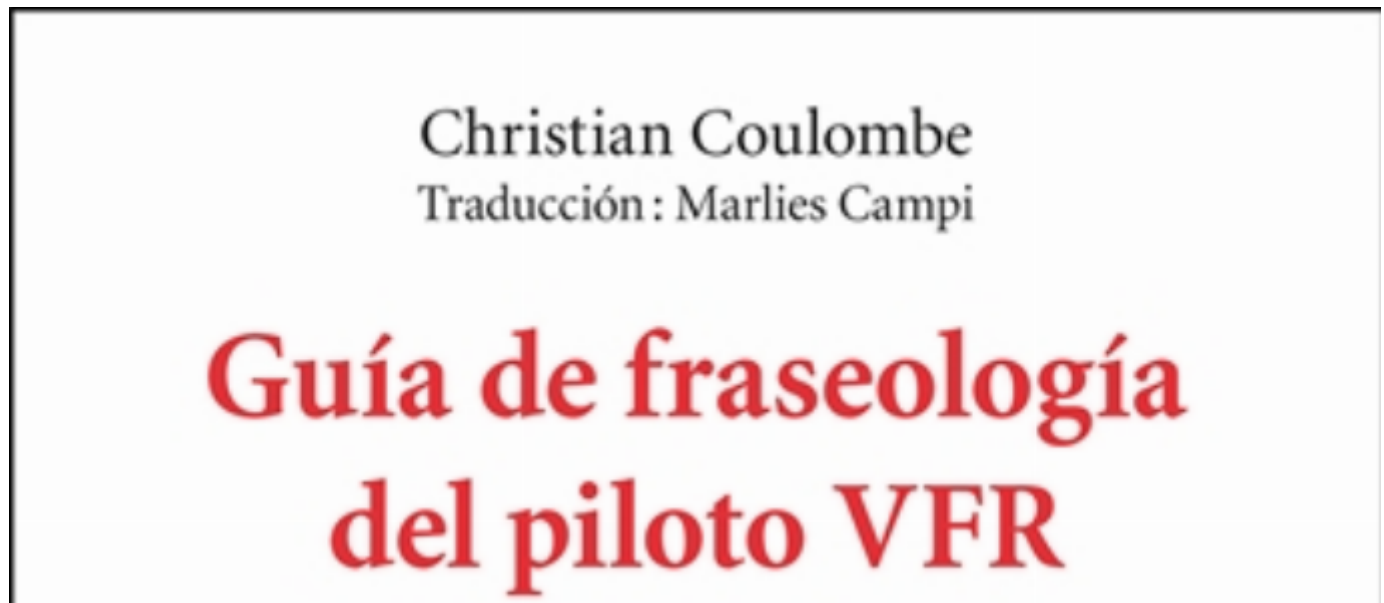 Christian Coulombe
Traducción : Marlies Campi
Guía de fraseología
del piloto VFR